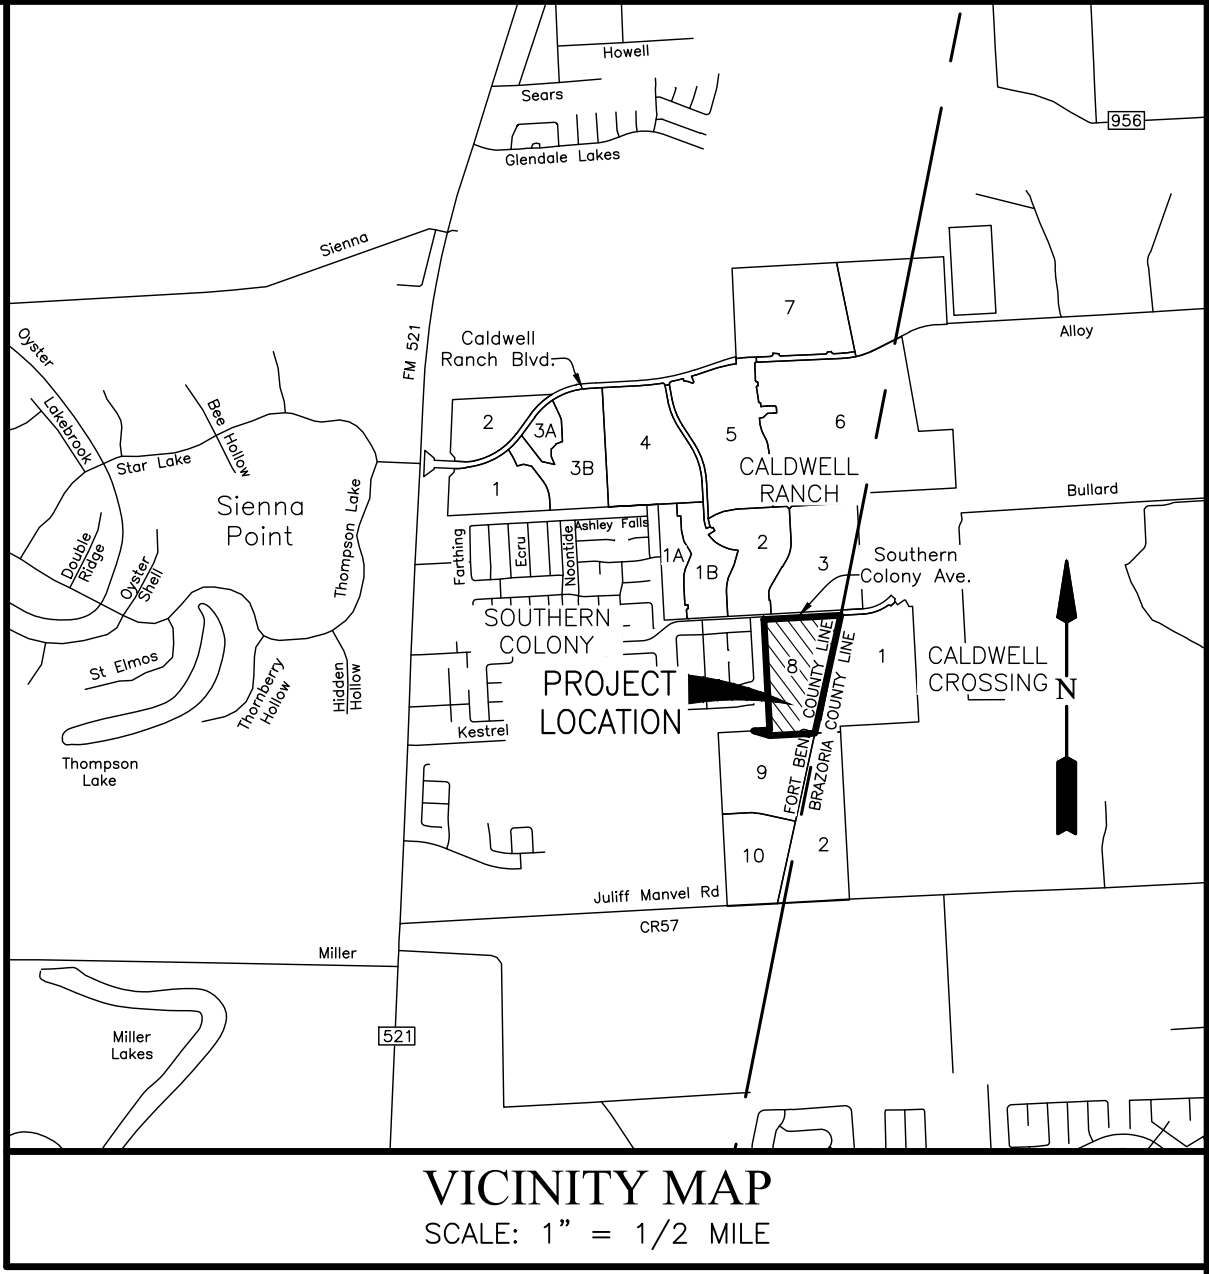 Howell
Sears
956
Glendale Lakes
Sienna
7
Oyster
FM 521
Caldwell
Ranch Blvd.
Alloy
Lakebrook
Bee Hollow
2
3A
4
5
6
Star Lake
3B
CALDWELL
RANCH
1
Sienna
Point
Thompson Lake
Bullard
Farthing
Ecru
Noontide
Ashley Falls
Double
Ridge
Oyster
Shell
1A
1B
2
3
Southern
Colony Ave.
SOUTHERN
COLONY
St Elmos
Thornberry
Hollow
Hidden
Hollow
8
1
CALDWELL
CROSSING
N
PROJECT
LOCATION
FORT BEND COUNTY LINE
BRAZORIA COUNTY LINE
Kestrel
Thompson
Lake
9
10
2
Juliff Manvel Rd
CR57
Miller
521
Miller
Lakes
VICINITY MAP
SCALE: 1" = 1/2 MILE